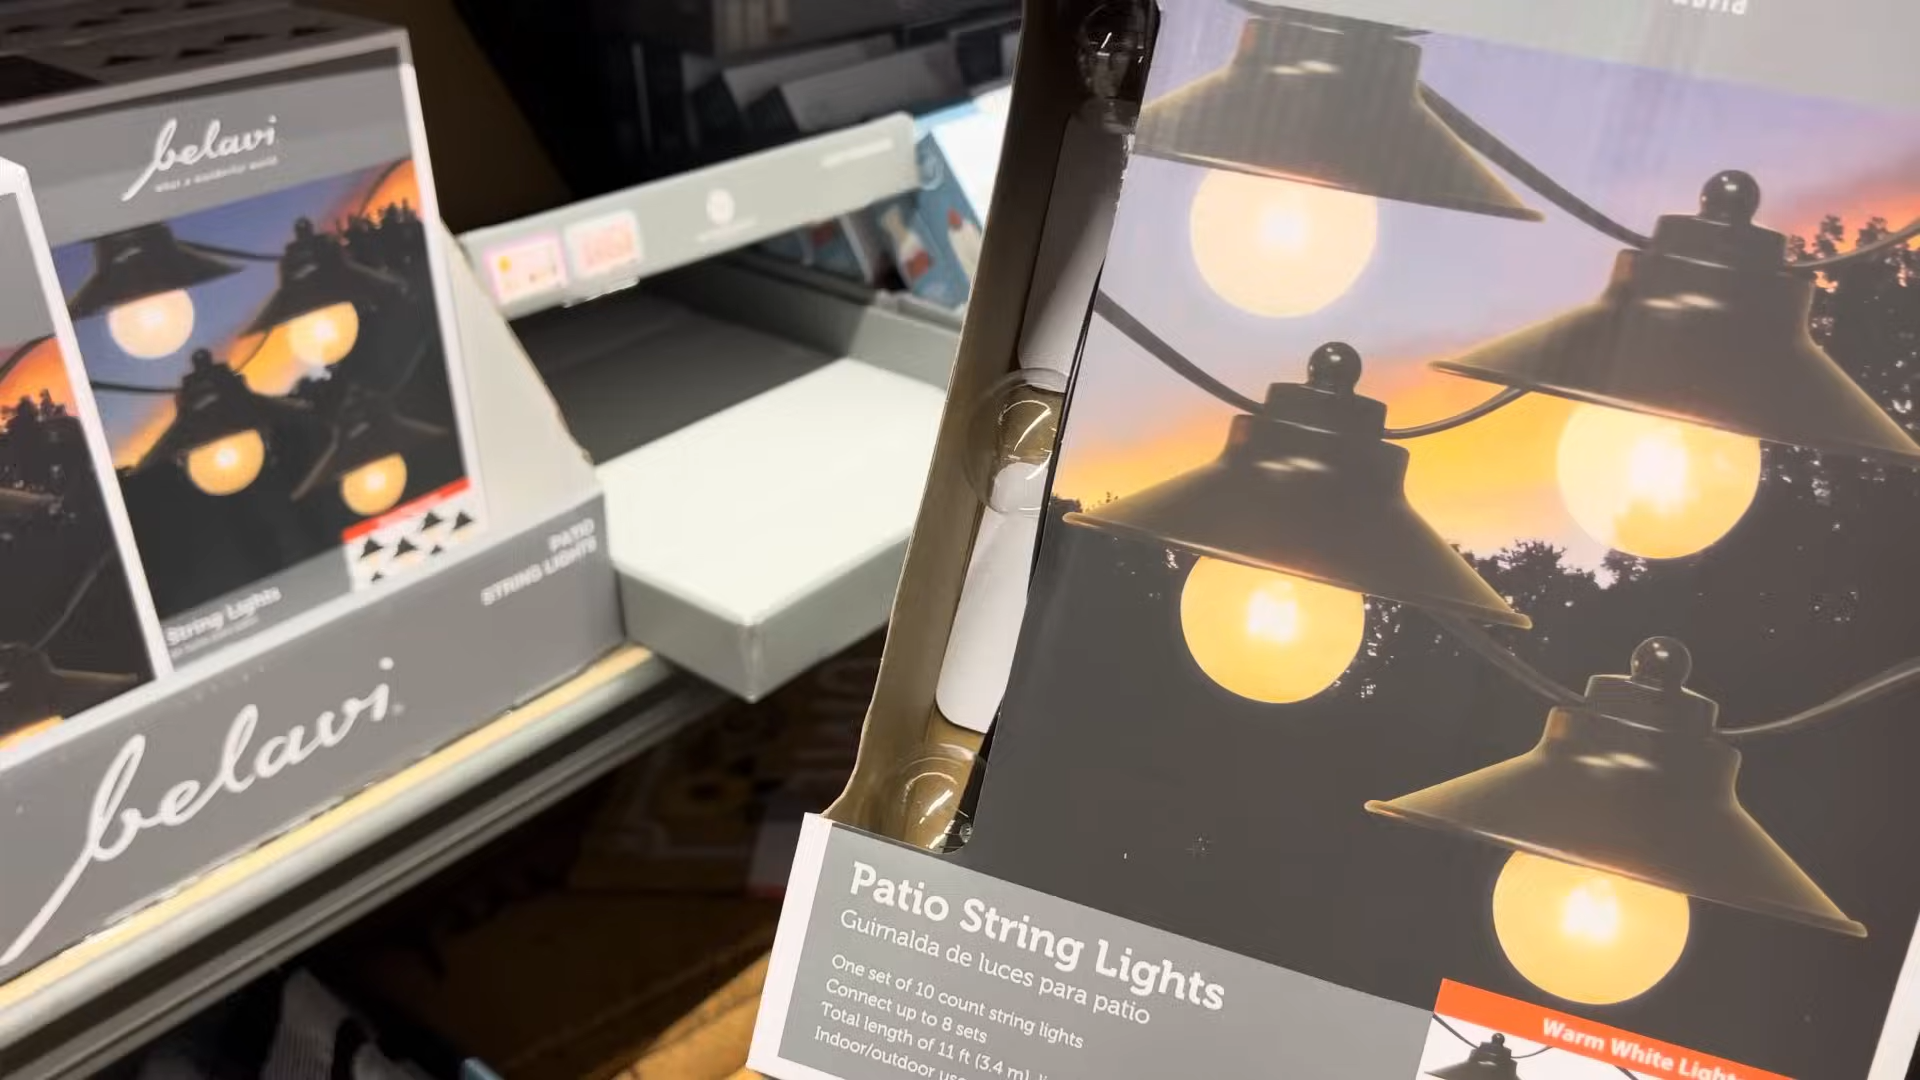 belavi
what a wonderful world
String Lights
PATIO
STRING LIGHTS
belavi
Patio String Lights
Guirnalda de luces para patio
One set of 10 count string lights
Connect up to 8 sets
Total length of 11 ft (3.4 m)
Indoor/outdoor
Warm White